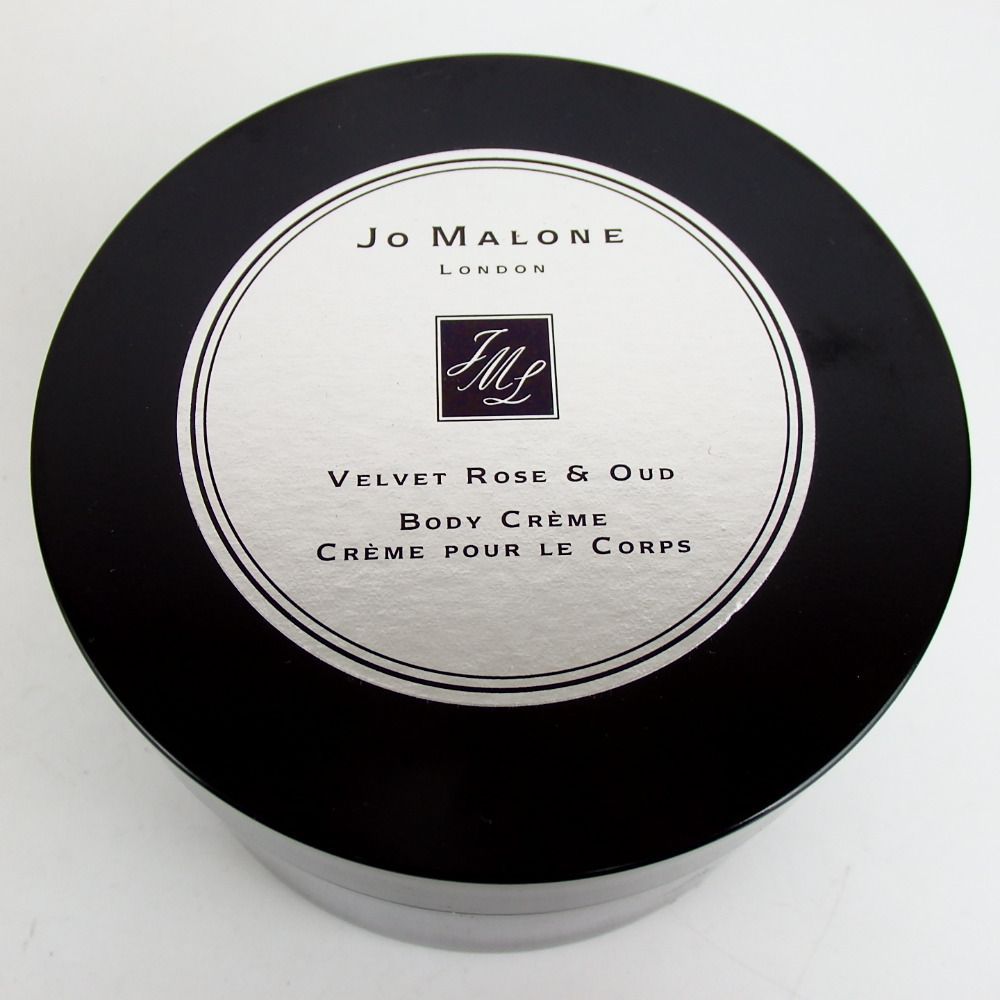 Jo Malone
London
JML
Velvet Rose & Oud
Body Crème
Crème pour le Corps